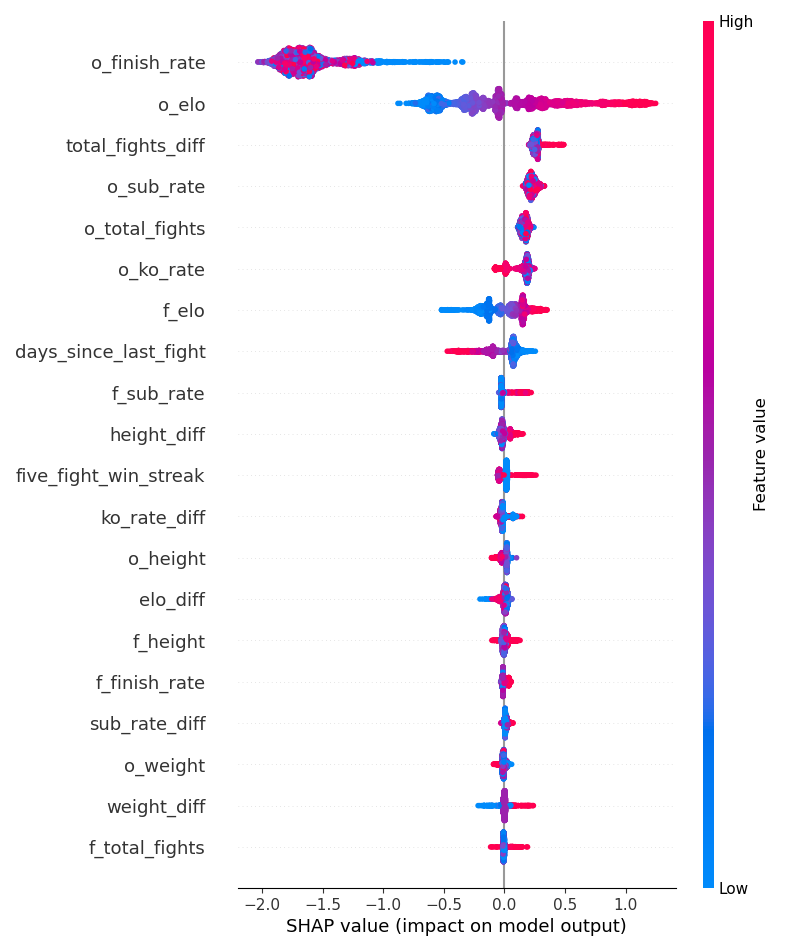 High
o_finish_rate
o_elo
total_fights_diff
o_sub_rate
o_total_fights
o_ko_rate
f_elo
days_since_last_fight
f_sub_rate
height_diff
five_fight_win_streak
ko_rate_diff
o_height
elo_diff
f_height
f_finish_rate
sub_rate_diff
o_weight
weight_diff
f_total_fights
Feature value
Low
−2.0 −1.5 −1.0 −0.5 0.0 0.5 1.0
SHAP value (impact on model output)